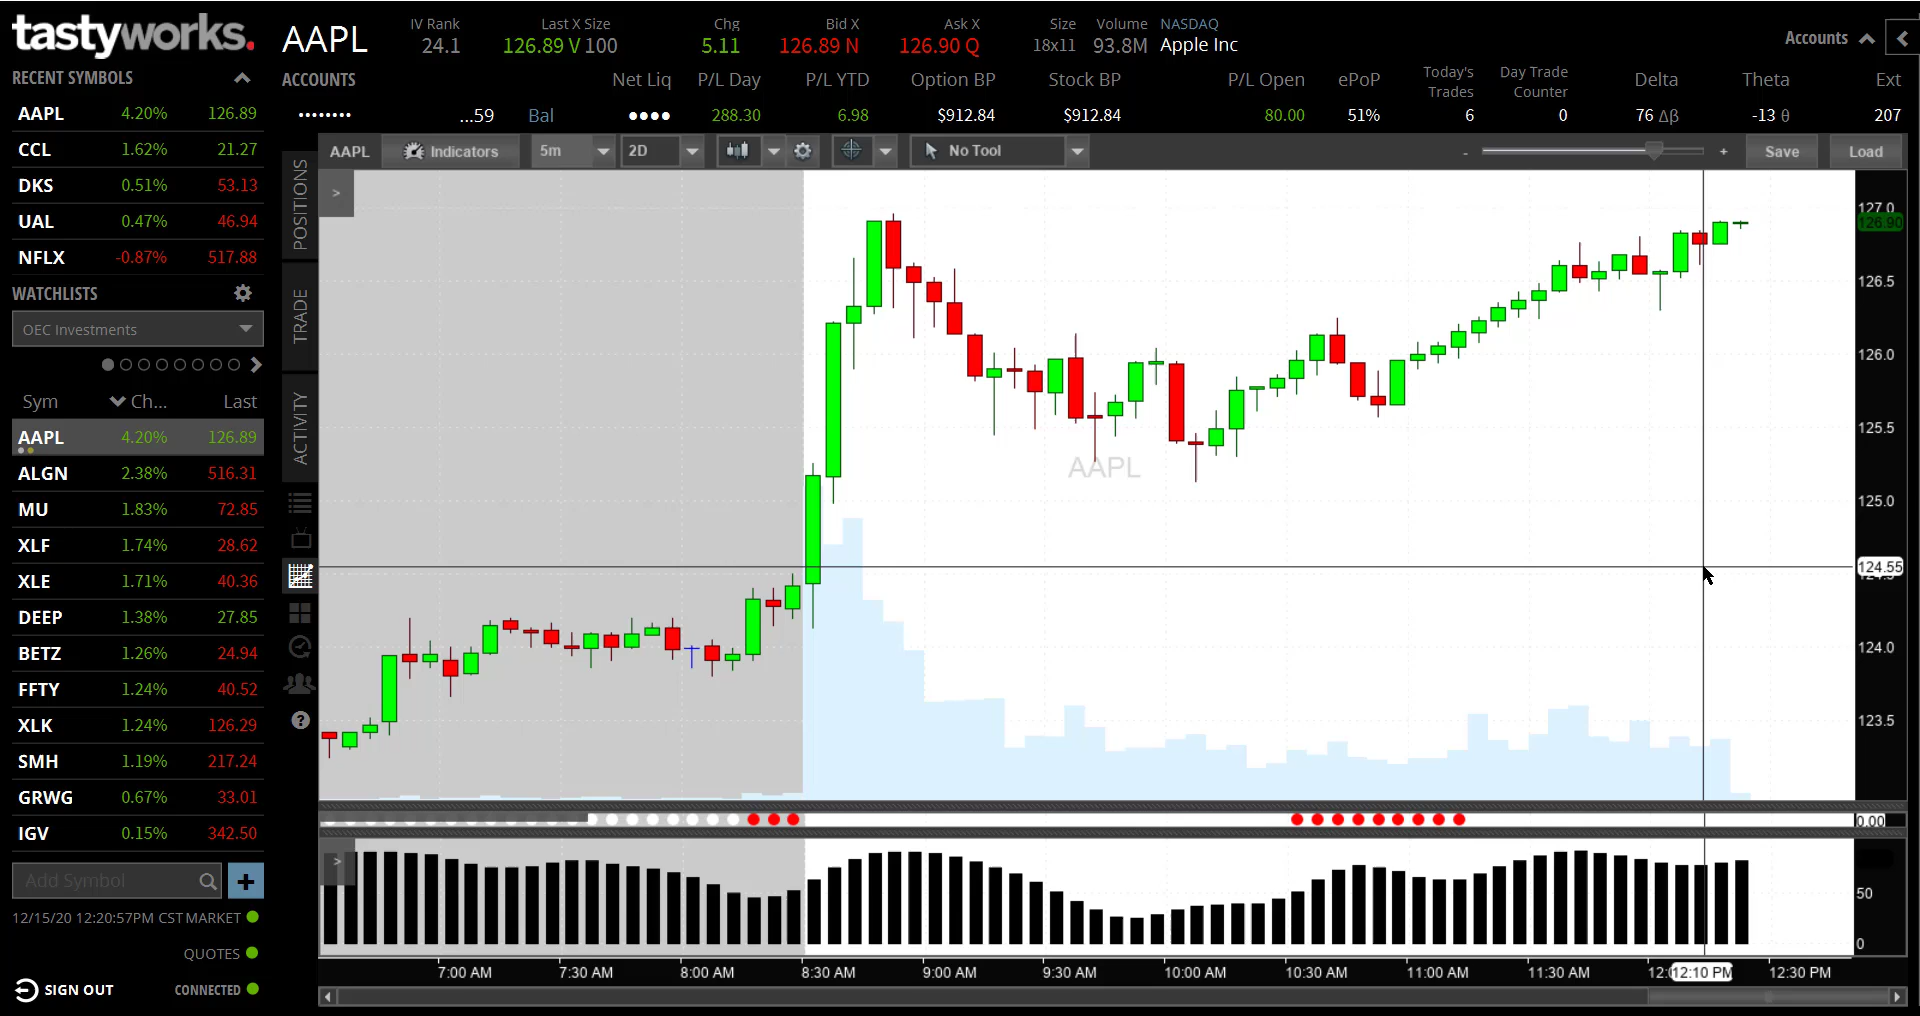 tastyworks.
AAPL
IV Rank
24.1
Last X Size
126.89 V 100
Chg
5.11
Bid X
126.89 N
Ask X
126.90 Q
Size
18x11
Volume
93.8M
NASDAQ
Apple Inc
Accounts
RECENT SYMBOLS
AAPL 4.20% 126.89
CCL 1.62% 21.27
DKS 0.51% 53.13
UAL 0.47% 46.94
NFLX -0.87% 517.88
WATCHLISTS
OEC Investments
Sym Ch... Last
AAPL 4.20% 126.89
ALGN 2.38% 516.31
MU 1.83% 72.85
XLF 1.74% 28.62
XLE 1.71% 40.36
DEEP 1.38% 27.85
BETZ 1.26% 24.94
FFTY 1.24% 40.52
XLK 1.24% 126.29
SMH 1.19% 217.24
GRWG 0.67% 33.01
IGV 0.15% 342.50
Add Symbol
+
12/15/20 12:20:57PM CST MARKET
QUOTES
SIGN OUT CONNECTED
ACCOUNTS Net Liq P/L Day P/L YTD Option BP Stock BP P/L Open ePoP Today's Trades Day Trade Counter Delta Theta Ext
...59 Bal 288.30 6.98 $912.84 $912.84 80.00 51% 6 0 76 Δβ -13 θ 207
POSITIONS
TRADE
ACTIVITY
AAPL Indicators 5m 2D No Tool - + Save Load
>
AAPL
127.0
126.90
126.5
126.0
125.5
125.0
124.55
124.0
123.5
0.00
>
50
0
7:00 AM 7:30 AM 8:00 AM 8:30 AM 9:00 AM 9:30 AM 10:00 AM 10:30 AM 11:00 AM 11:30 AM 12:10 PM 12:30 PM